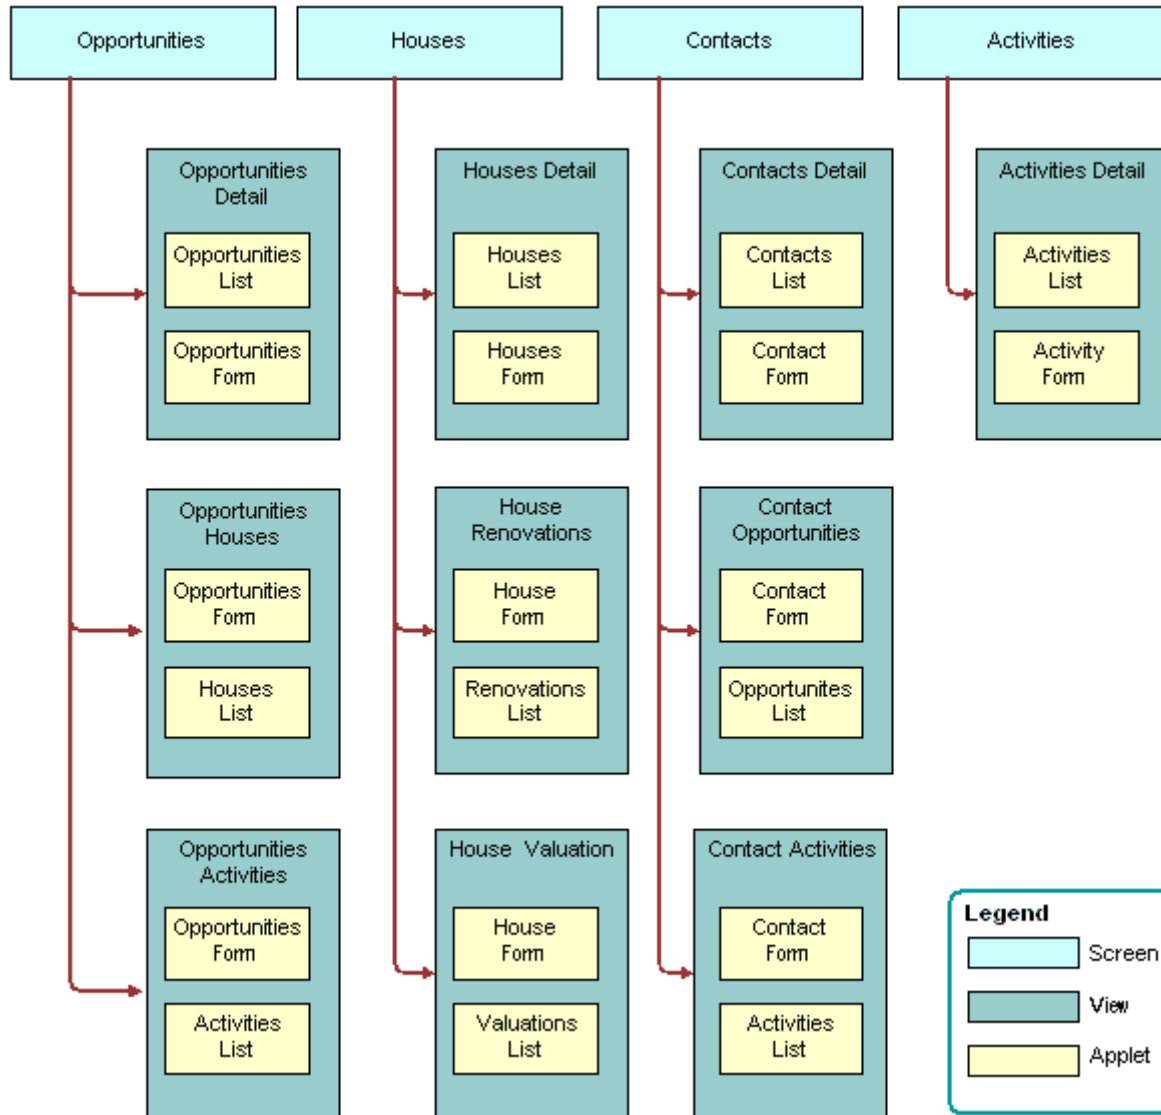 Opportunities
Houses
Contacts
Activities
Opportunities
Detail
Opportunities
List
Opportunities
Form
Houses Detail
Houses
List
Houses
Form
Contacts Detail
Contacts
List
Contact
Form
Activities Detail
Activities
List
Activity
Form
Opportunities
Houses
Opportunities
Form
Houses
List
House
Renovations
House
Form
Renovations
List
Contact
Opportunities
Contact
Form
Opportunites
List
Opportunities
Activities
Opportunities
Form
Activities
List
House Valuation
House
Form
Valuations
List
Contact Activities
Contact
Form
Activities
List
Legend
Screen
View
Applet